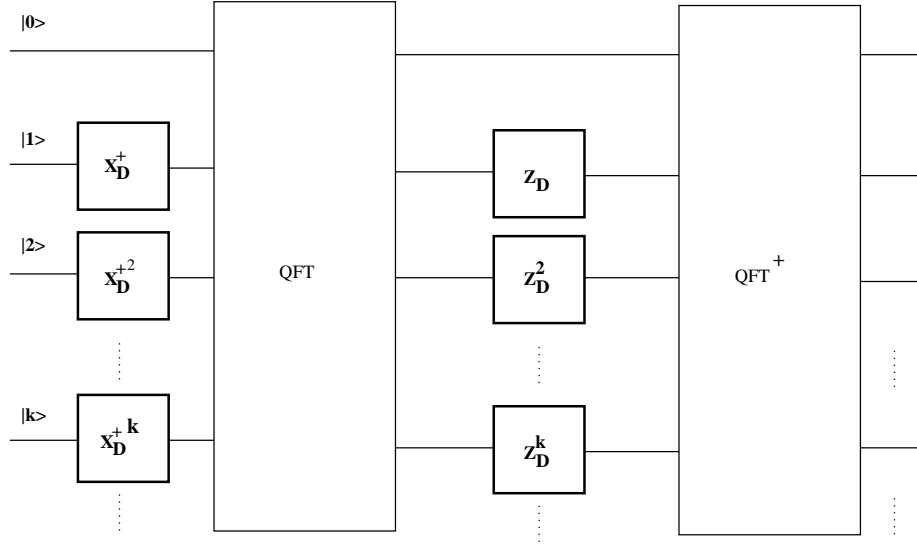 |0>
|1>
X_D^+
Z_D
|2>
X_D^{+2}
QFT
Z_D^2
QFT^+
|k>
X_D^{+k}
Z_D^k